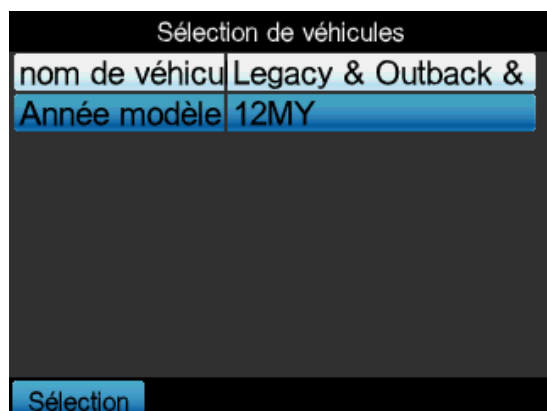 Sélection de véhicules
nom de véhicu Legacy & Outback &
Année modèle 12MY
Sélection